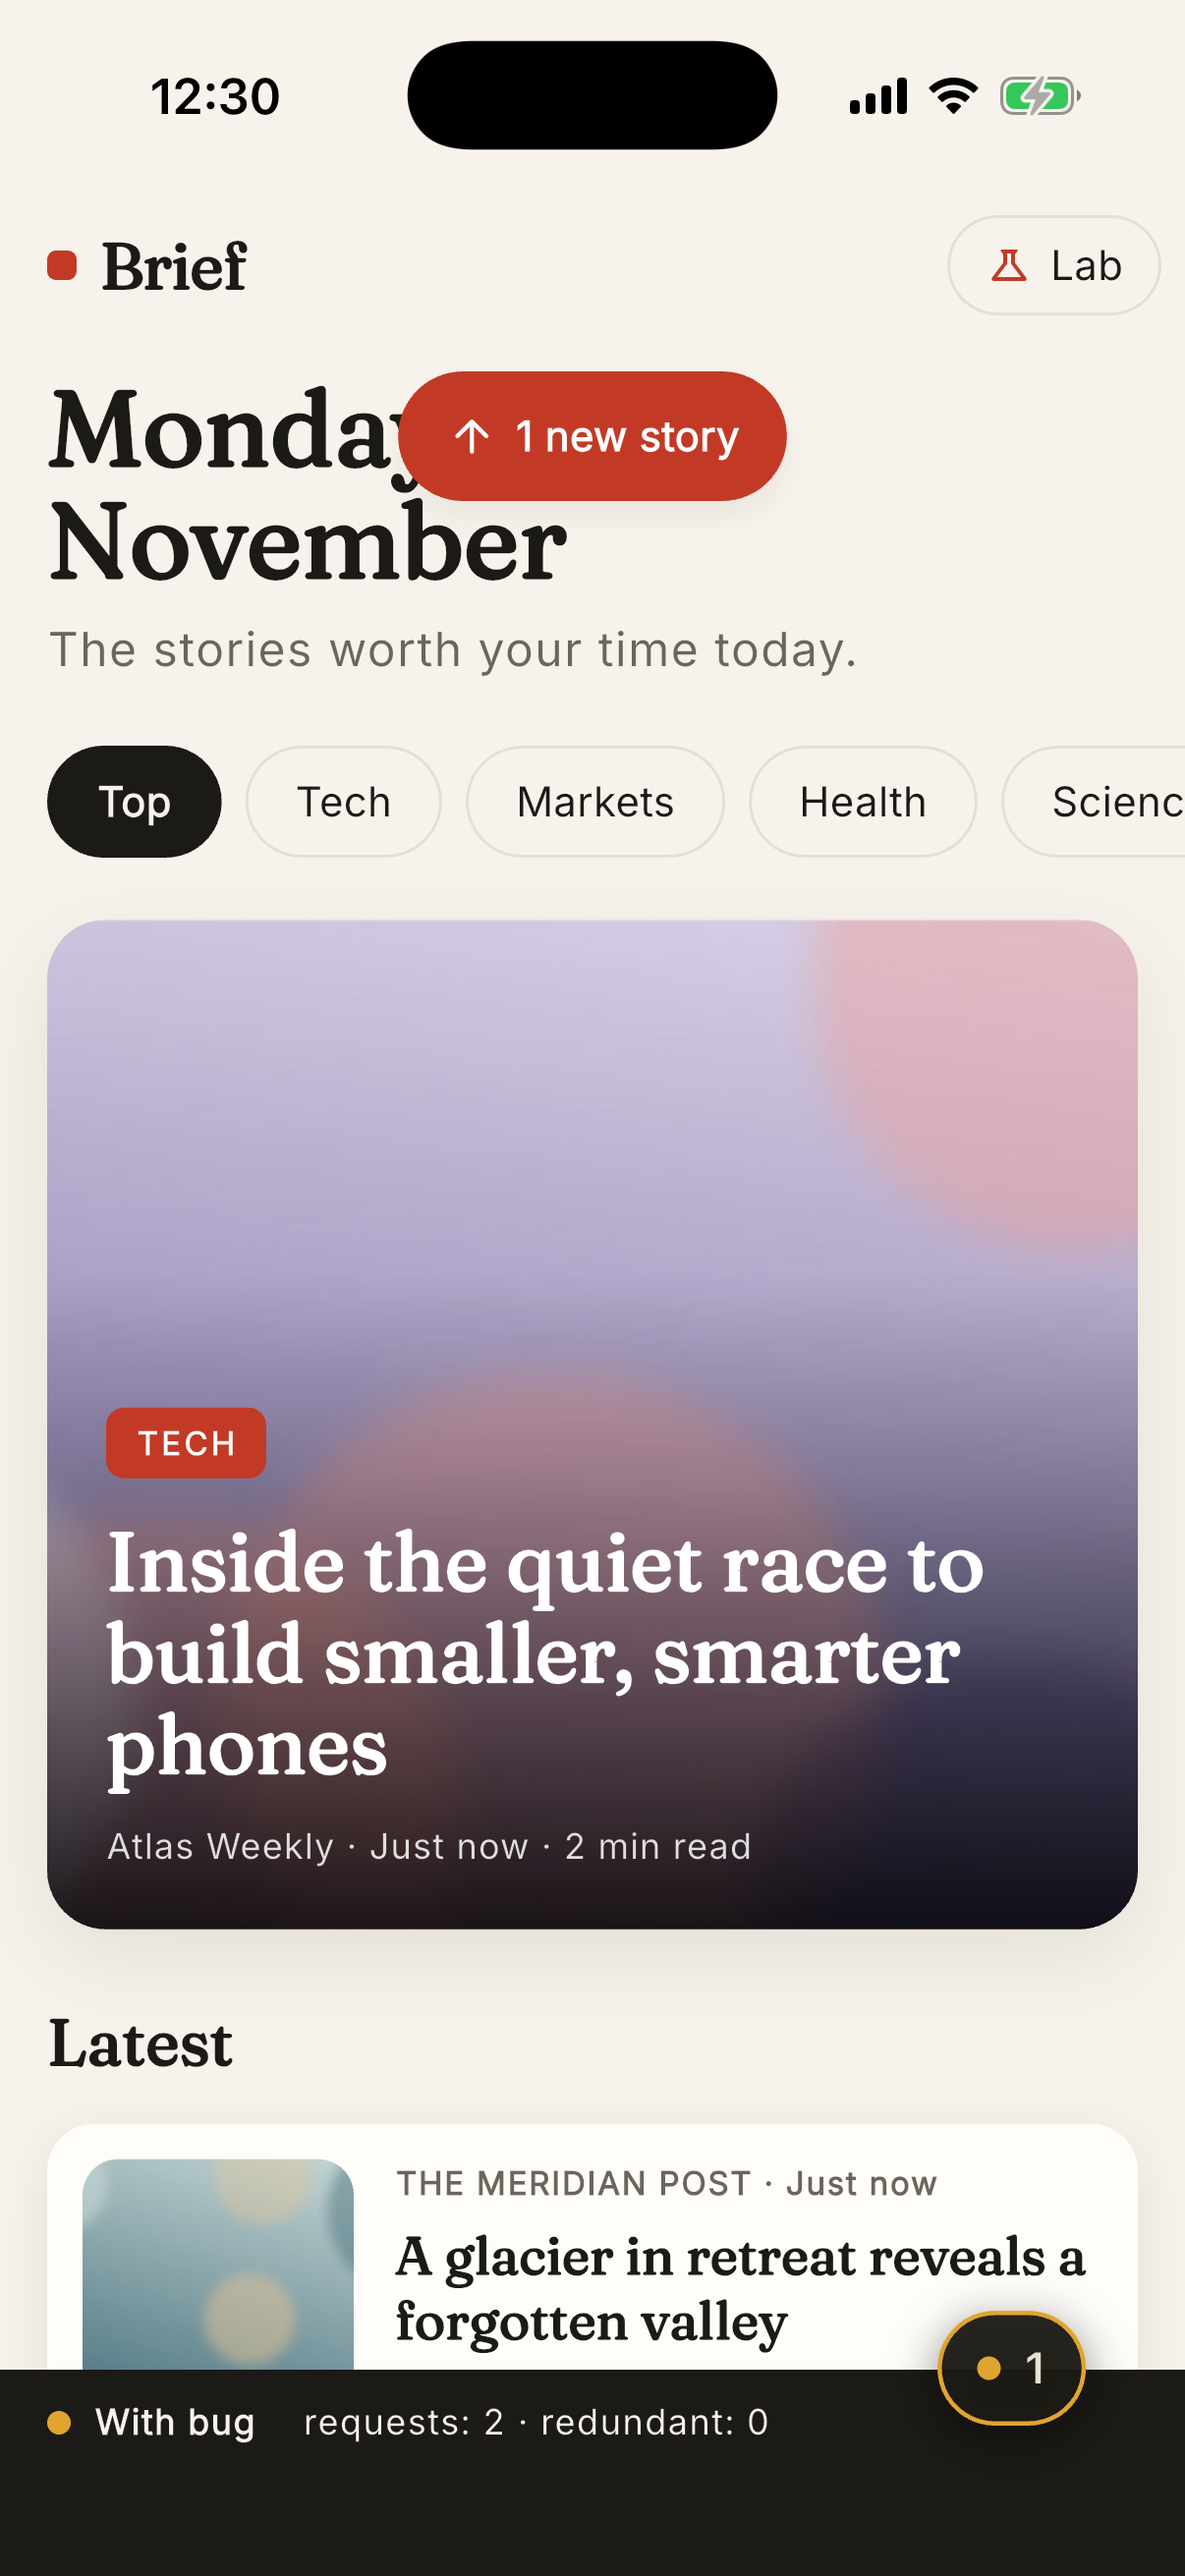 12:30
Brief
Lab
Monday
1 new story
November
The stories worth your time today.
Top
Tech
Markets
Health
Scienc
TECH
Inside the quiet race to
build smaller, smarter
phones
Atlas Weekly · Just now · 2 min read
Latest
THE MERIDIAN POST · Just now
A glacier in retreat reveals a
forgotten valley
1
With bug
requests: 2 · redundant: 0